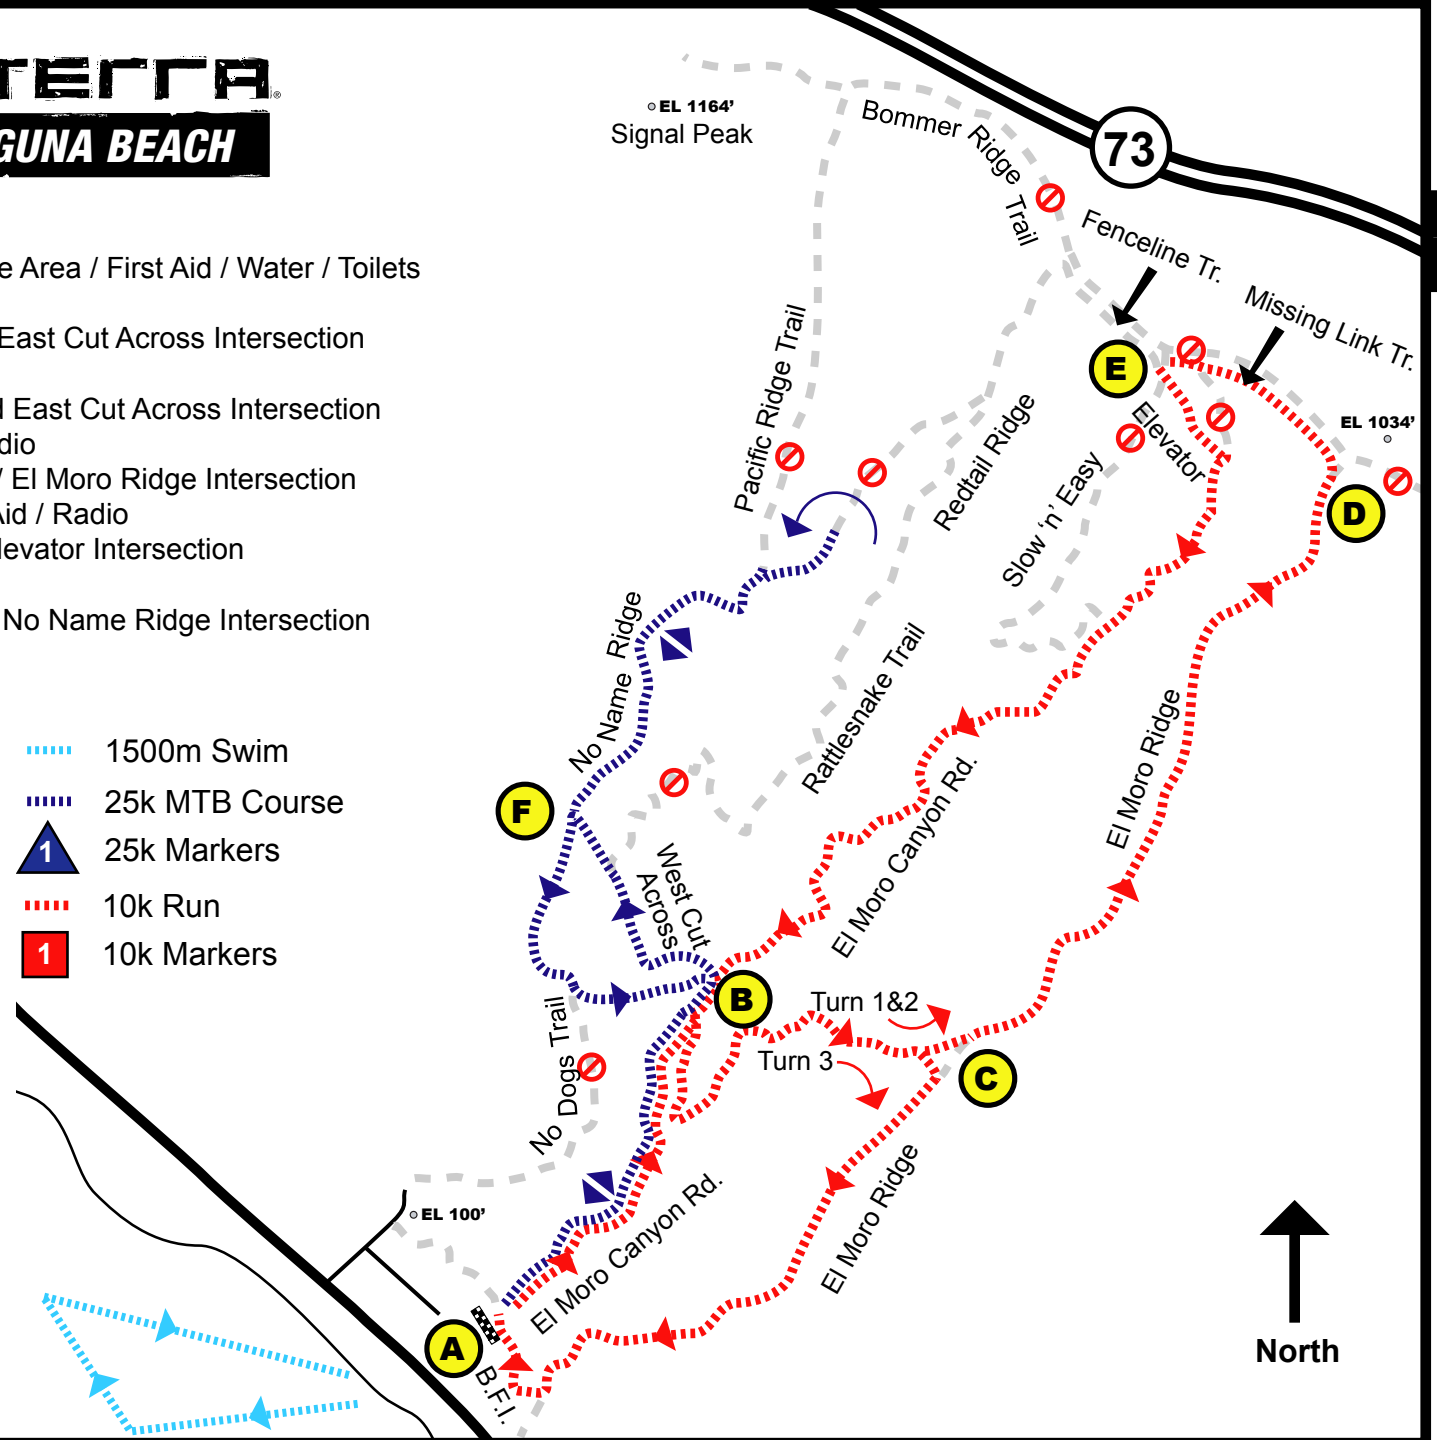 TERRA®
GUNA BEACH
e Area / First Aid / Water / Toilets
East Cut Across Intersection
d East Cut Across Intersection
dio
/ El Moro Ridge Intersection
Aid / Radio
levator Intersection
No Name Ridge Intersection
1500m Swim
25k MTB Course
1
25k Markers
10k Run
1
10k Markers
EL 1164’
Signal Peak
Bommer Ridge Trail
73
Fenceline Tr.
Missing Link Tr.
E
Elevator
EL 1034’
D
Pacific Ridge Trail
Redtail Ridge
Slow ‘n’ Easy
No Name Ridge
Rattlesnake Trail
El Moro Ridge
F
West Cut
Across
El Moro Canyon Rd.
B
Turn 1&2
Turn 3
C
No Dogs Trail
El Moro Ridge
El Moro Canyon Rd.
EL 100’
A
B.F.I.
North